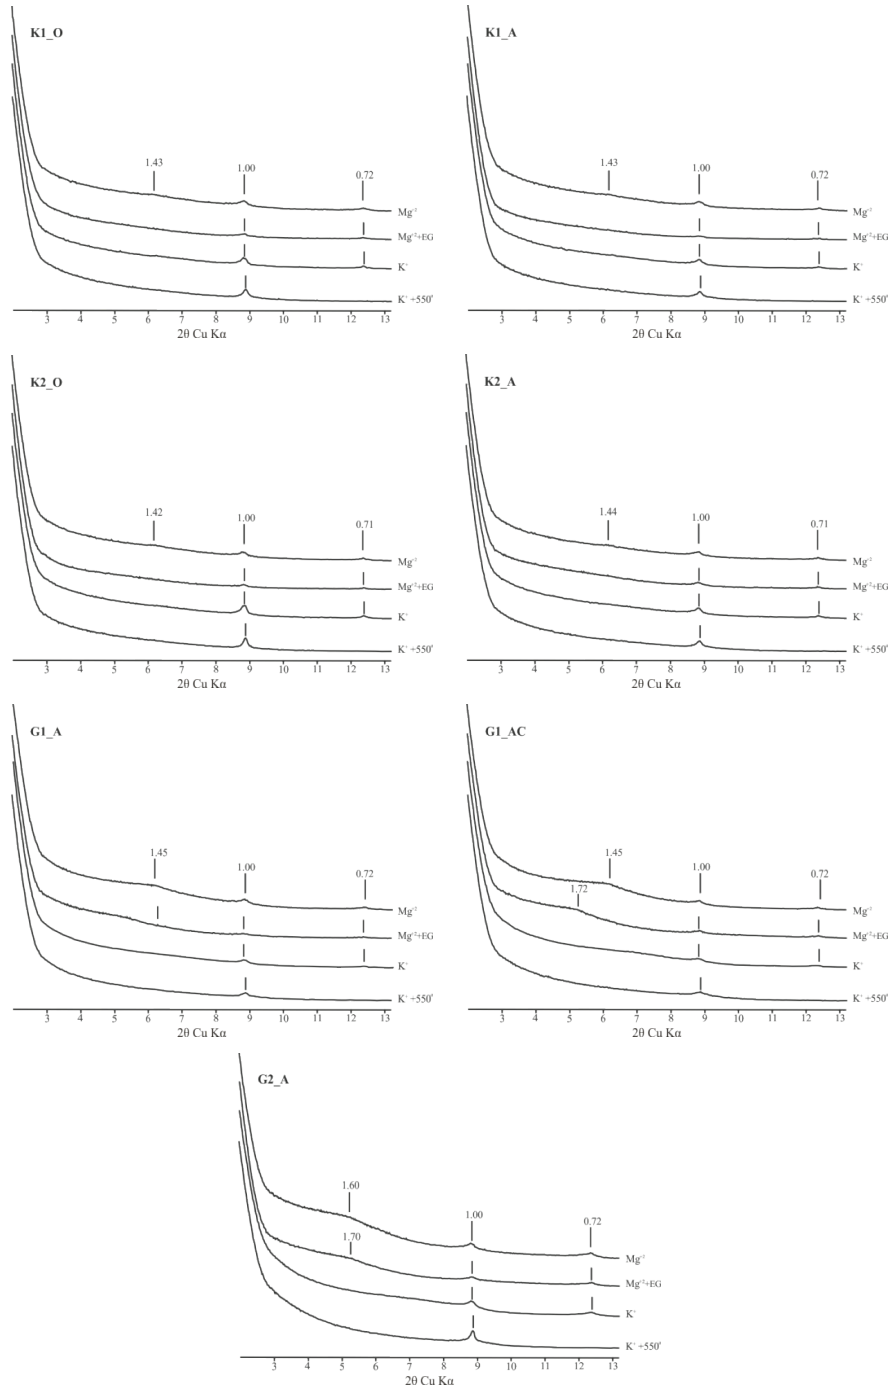 K1_O
1.43 1.00 0.72
Mg⁺²
Mg⁺²+EG
K⁺
K⁺ +550°
3 4 5 6 7 8 9 10 11 12 13
2θ Cu Kα
K1_A
1.43 1.00 0.72
Mg⁺²
Mg⁺²+EG
K⁺
K⁺ +550°
3 4 5 6 7 8 9 10 11 12 13
2θ Cu Kα
K2_O
1.42 1.00 0.71
Mg⁺²
Mg⁺²+EG
K⁺
K⁺ +550°
3 4 5 6 7 8 9 10 11 12 13
2θ Cu Kα
K2_A
1.44 1.00 0.71
Mg⁺²
Mg⁺²+EG
K⁺
K⁺ +550°
3 4 5 6 7 8 9 10 11 12 13
2θ Cu Kα
G1_A
1.45 1.00 0.72
Mg⁺²
Mg⁺²+EG
K⁺
K⁺ +550°
3 4 5 6 7 8 9 10 11 12 13
2θ Cu Kα
G1_AC
1.45 1.00 0.72
1.72
Mg⁺²
Mg⁺²+EG
K⁺
K⁺ +550°
3 4 5 6 7 8 9 10 11 12 13
2θ Cu Kα
G2_A
1.60 1.00 0.72
1.70
Mg⁺²
Mg⁺²+EG
K⁺
K⁺ +550°
3 4 5 6 7 8 9 10 11 12 13
2θ Cu Kα